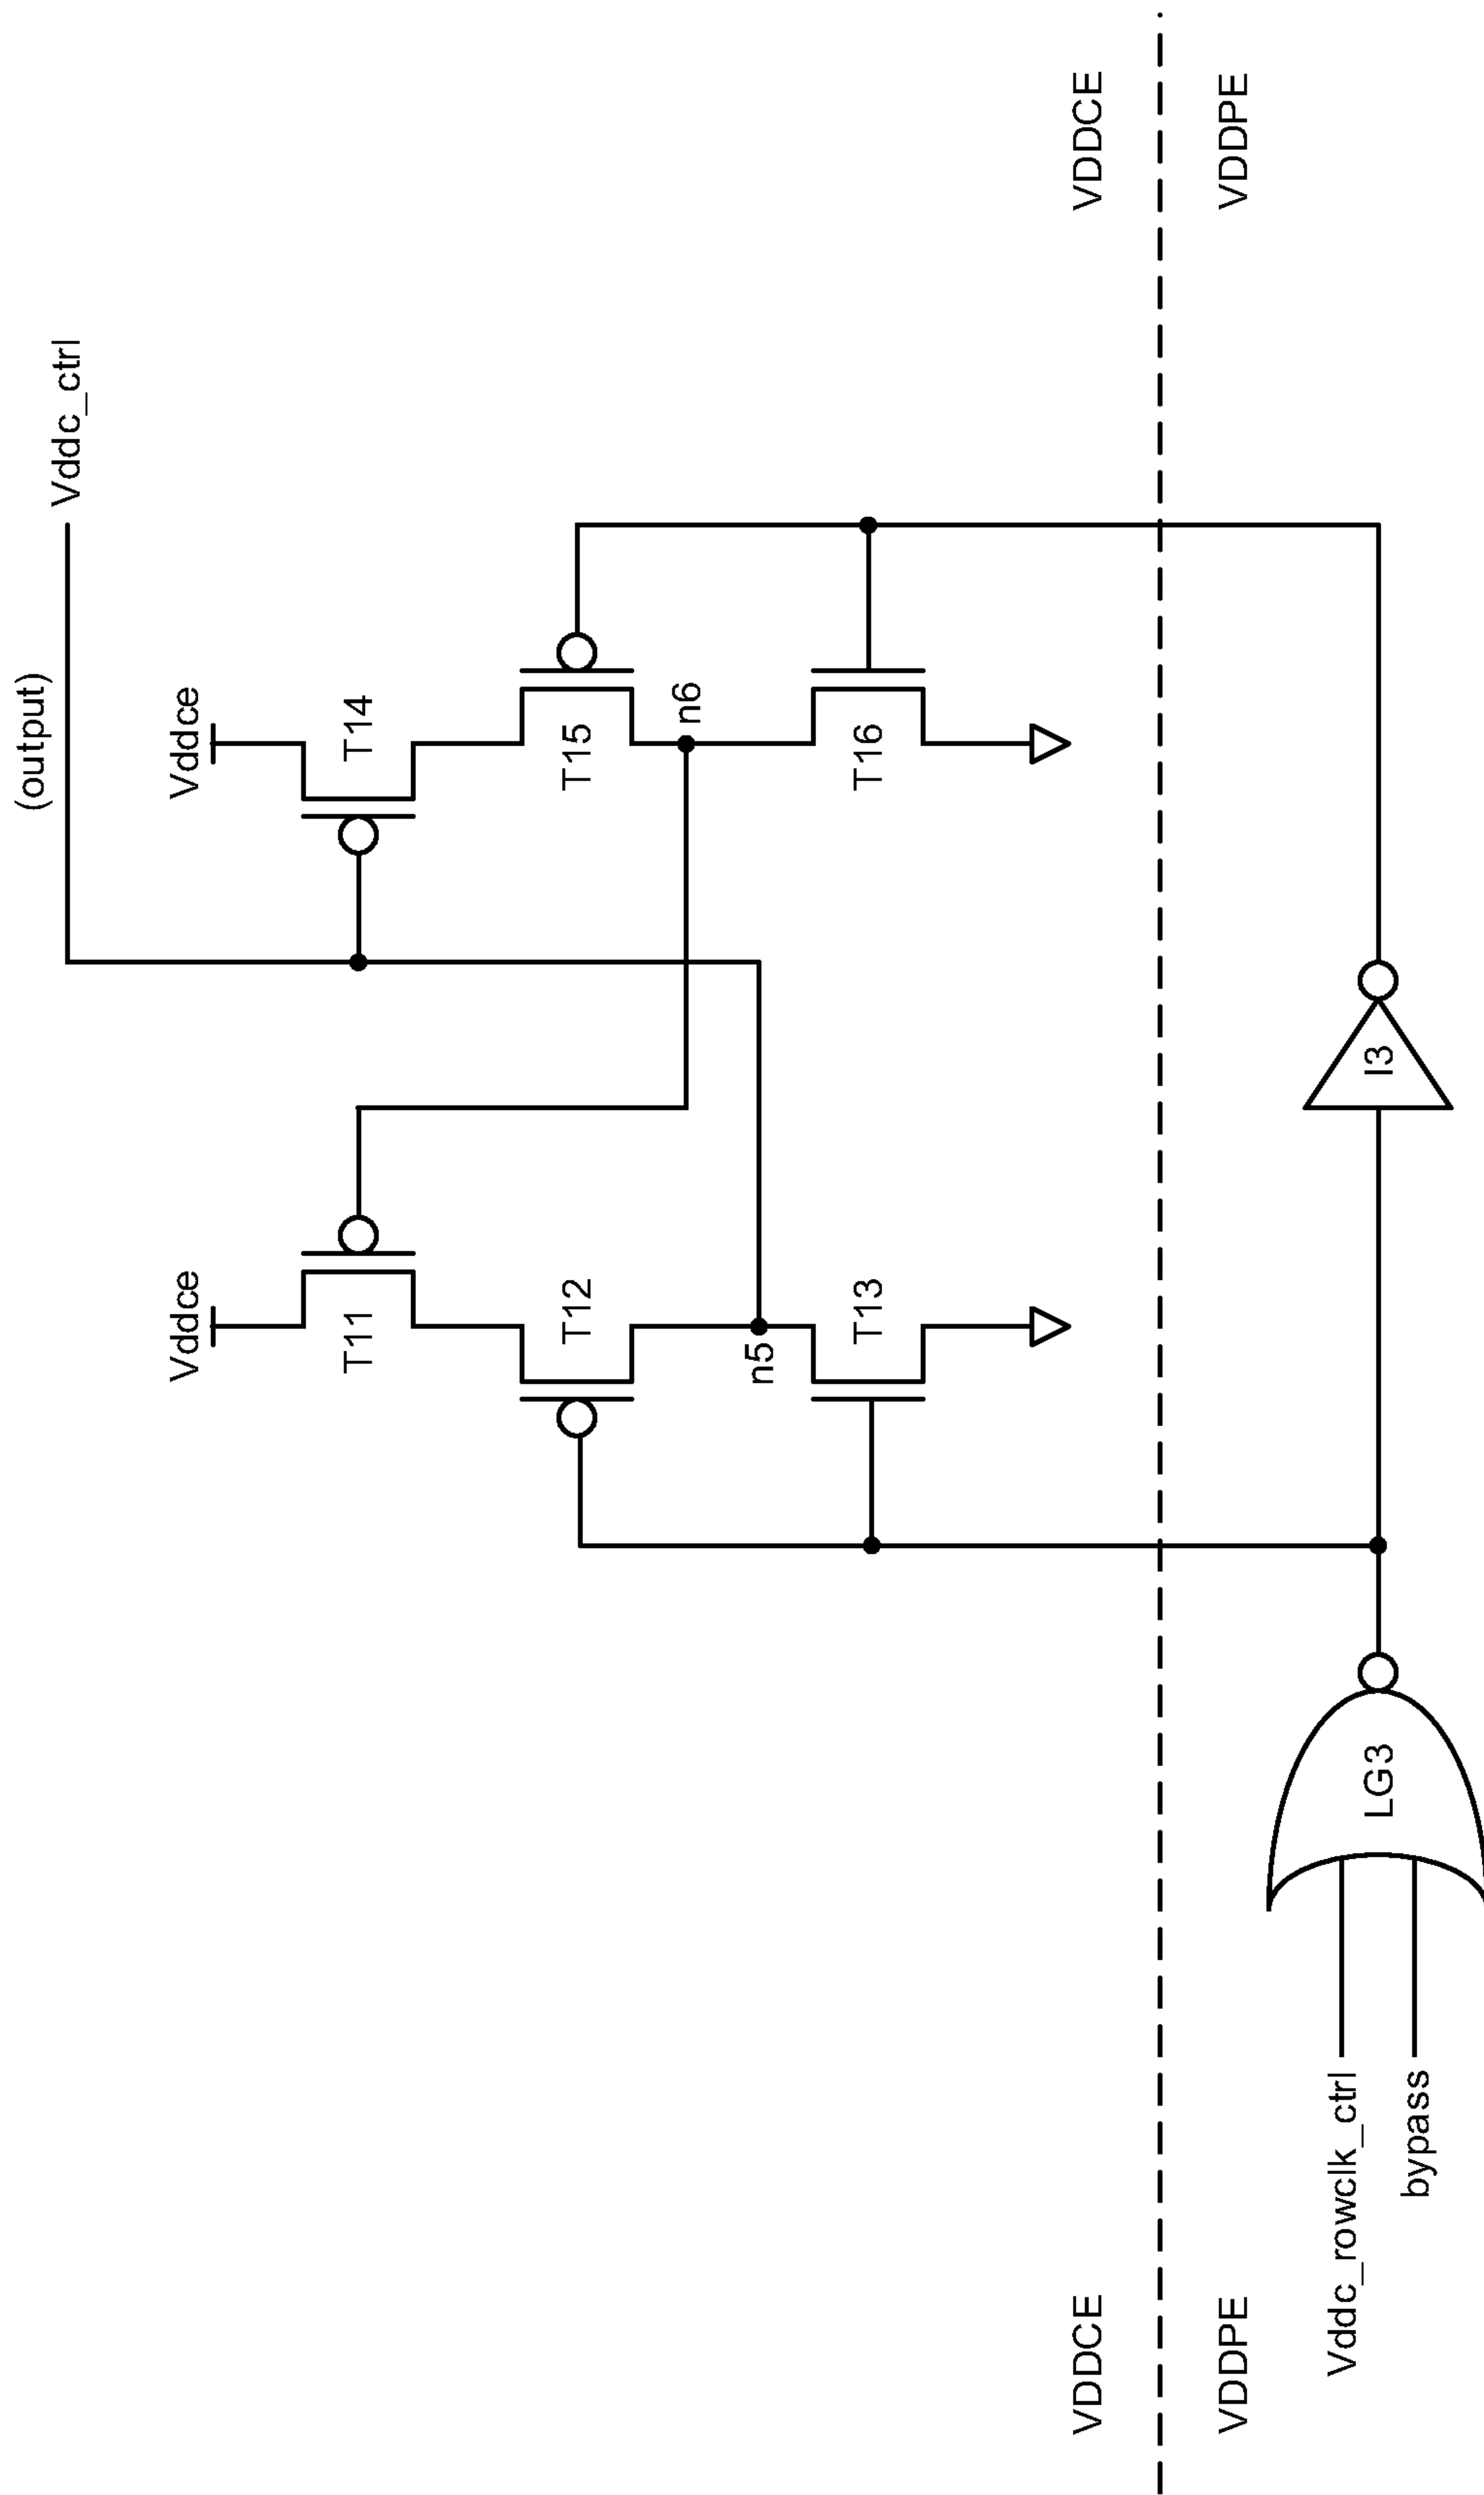 (output)
Vddc_ctrl
Vddce
Vddce
T11
T14
T12
T15
n5
n6
T13
T16
VDDCE
VDDCE
VDDPE
VDDPE
Vddc_rowclk_ctrl
bypass
LG3
I3